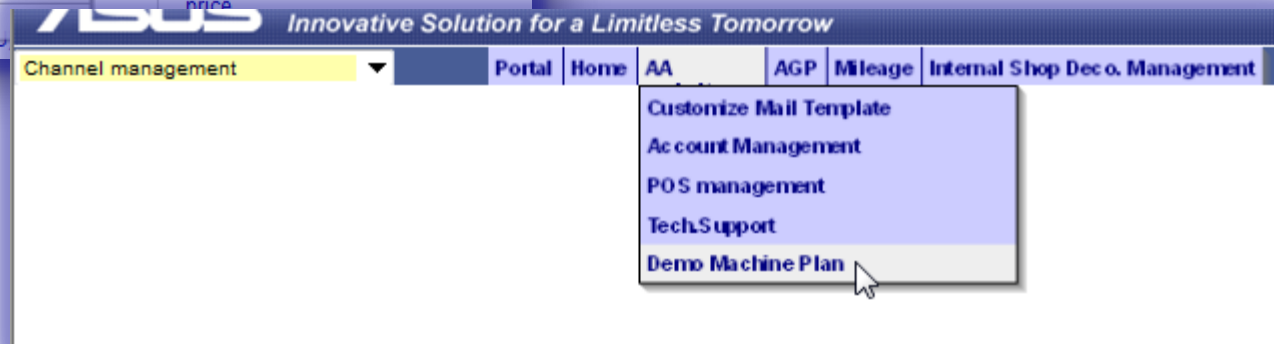 price
ASUS Innovative Solution for a Limitless Tomorrow
Channel management Portal Home AA AGP Mileage Internal Shop Deco. Management
Customize Mail Template
Account Management
POS management
Tech.Support
Demo Machine Plan